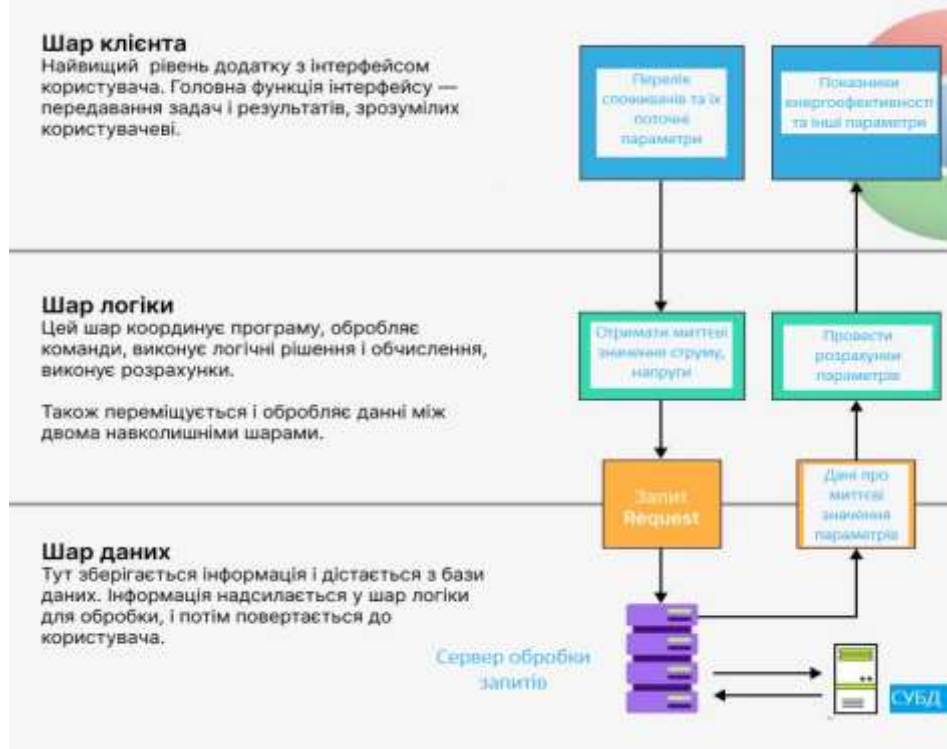 Шар клієнта
Найвищий рівень додатку з інтерфейсом
користувача. Головна функція інтерфейсу —
передавання задач і результатів, зрозумілих
користувачеві.
Перелік
споживачів та їх
поточні
параметри
Показники
енергоефективності
та інші параметри
Шар логіки
Цей шар координує програму, обробляє
команди, виконує логічні рішення і обчислення,
виконує розрахунки.
Також переміщується і обробляє данні між
двома навколишніми шарами.
Отримати миттєві
значення струму,
напруги
Провести
розрахунки
параметрів
Запит
Request
Дані про
миттєві
значення
параметрів
Шар даних
Тут зберігається інформація і дістається з бази
даних. Інформація надсилається у шар логіки
для обробки, і потім повертається до
користувача.
Сервер обробки
запитів
СУБД